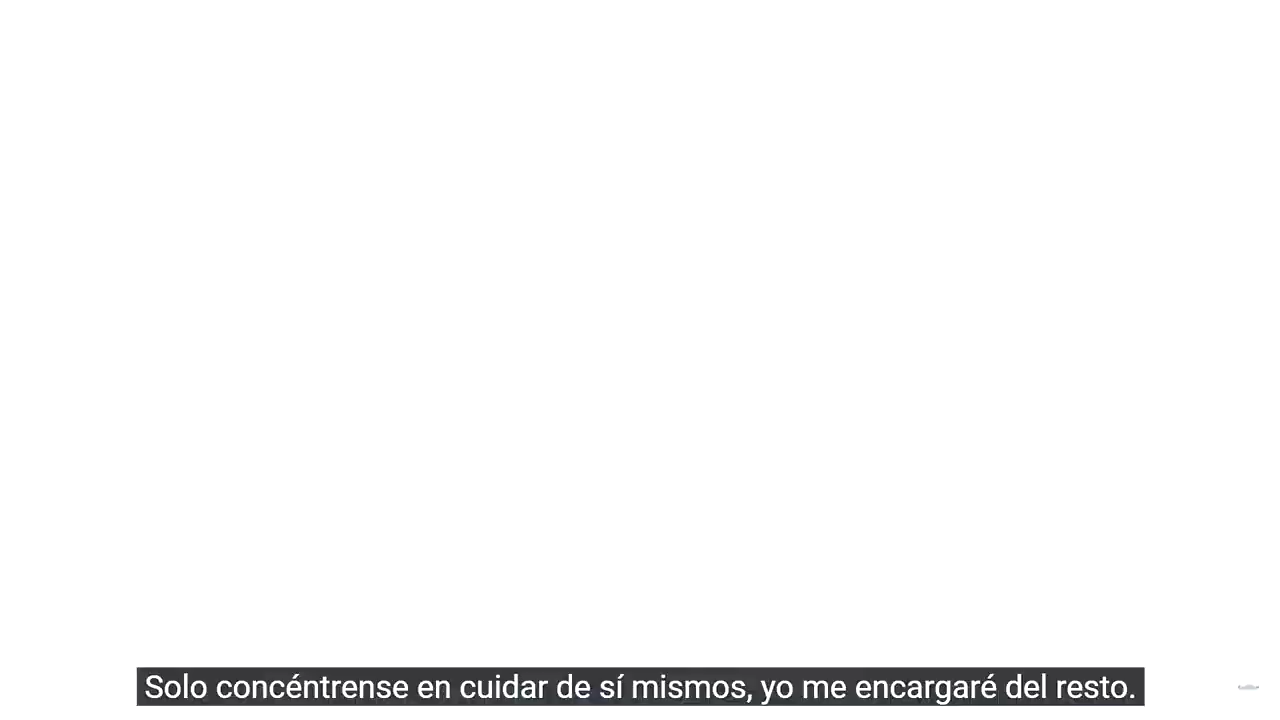 Solo concéntrense en cuidar de sí mismos, yo me encargaré del resto.